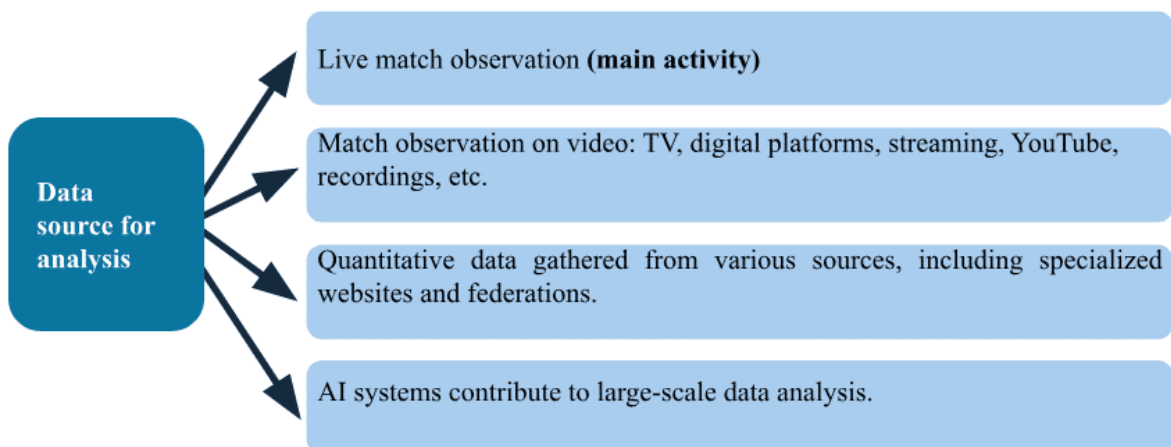 Data
source for
analysis
Live match observation (main activity)
Match observation on video: TV, digital platforms, streaming, YouTube,
recordings, etc.
Quantitative data gathered from various sources, including specialized
websites and federations.
AI systems contribute to large-scale data analysis.